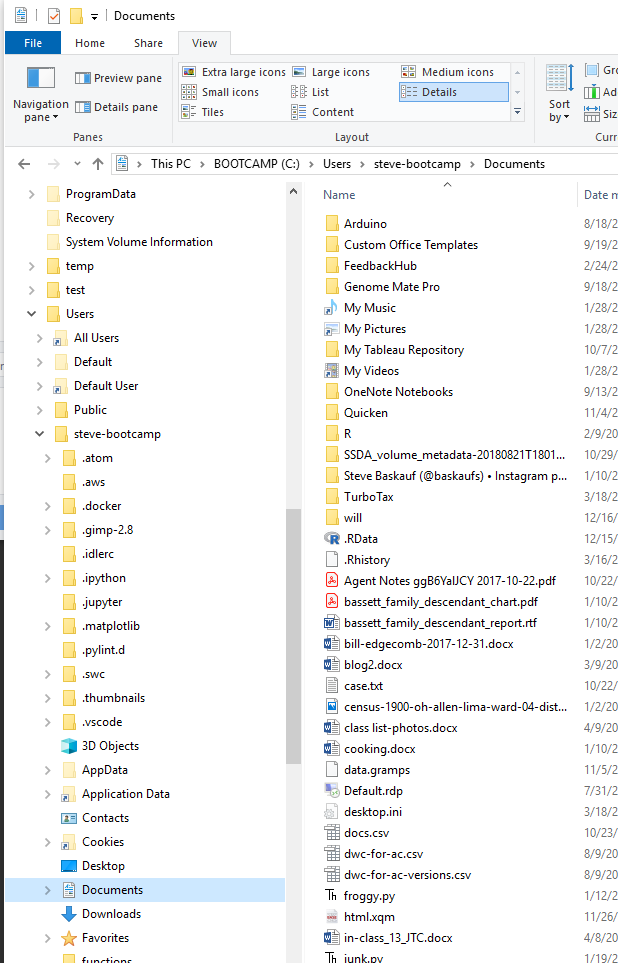 Documents
File Home Share View
Navigation pane
Preview pane
Details pane
Panes
Extra large icons Large icons Medium icons
Small icons List Details
Tiles Content
Layout
Sort by
Gro
Ad
Siz
Curr
This PC > BOOTCAMP (C:) > Users > steve-bootcamp > Documents
ProgramData
Recovery
System Volume Information
temp
test
Users
All Users
Default
Default User
Public
steve-bootcamp
.atom
.aws
.docker
.gimp-2.8
.idlerc
.ipython
.jupyter
.matplotlib
.pylint.d
.swc
.thumbnails
.vscode
3D Objects
AppData
Application Data
Contacts
Cookies
Desktop
Documents
Downloads
Favorites
functions
Name Date m
Arduino 8/18/2
Custom Office Templates 9/19/2
FeedbackHub 2/24/2
Genome Mate Pro 9/18/2
My Music 1/28/2
My Pictures 1/28/2
My Tableau Repository 10/7/2
My Videos 1/28/2
OneNote Notebooks 9/13/2
Quicken 11/4/2
R 2/9/20
SSDA_volume_metadata-20180821T1801... 10/29/
Steve Baskauf (@baskaufs) • Instagram p... 1/10/2
TurboTax 3/18/2
will 12/16/
.RData 12/15/
.Rhistory 3/16/2
Agent Notes ggB6YalJCY 2017-10-22.pdf 10/22/
bassett_family_descendant_chart.pdf 1/10/2
bassett_family_descendant_report.rtf 1/10/2
bill-edgecomb-2017-12-31.docx 1/2/20
blog2.docx 3/9/20
case.txt 10/22/
census-1900-oh-allen-lima-ward-04-dist... 1/2/20
class list-photos.docx 4/9/20
cooking.docx 1/10/2
data.gramps 11/5/2
Default.rdp 7/31/2
desktop.ini 3/18/2
docs.csv 10/23/
dwc-for-ac.csv 8/9/20
dwc-for-ac-versions.csv 8/9/20
froggy.py 1/12/2
html.xqm 11/26/
in-class_13_JTC.docx 4/8/20
junk.py 1/19/2